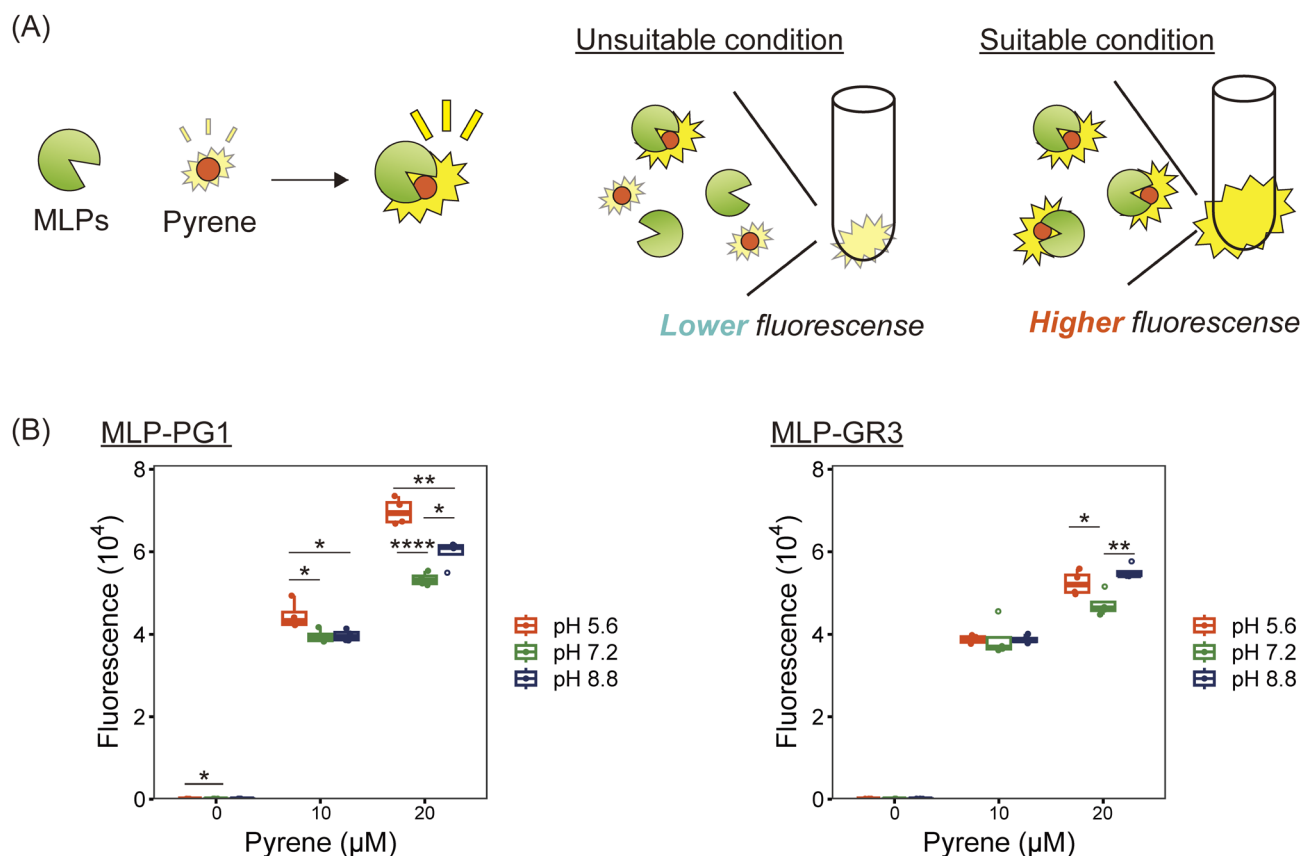 (A)
Unsuitable condition
Suitable condition
MLPs
Pyrene
Lower fluorescense
Higher fluorescense
(B)
MLP-PG1
Fluorescence (10⁴)
8
6
4
2
0
**
*
****
*
*
*
0
10
20
Pyrene (µM)
pH 5.6
pH 7.2
pH 8.8
MLP-GR3
Fluorescence (10⁴)
8
6
4
2
0
*
**
0
10
20
Pyrene (µM)
pH 5.6
pH 7.2
pH 8.8